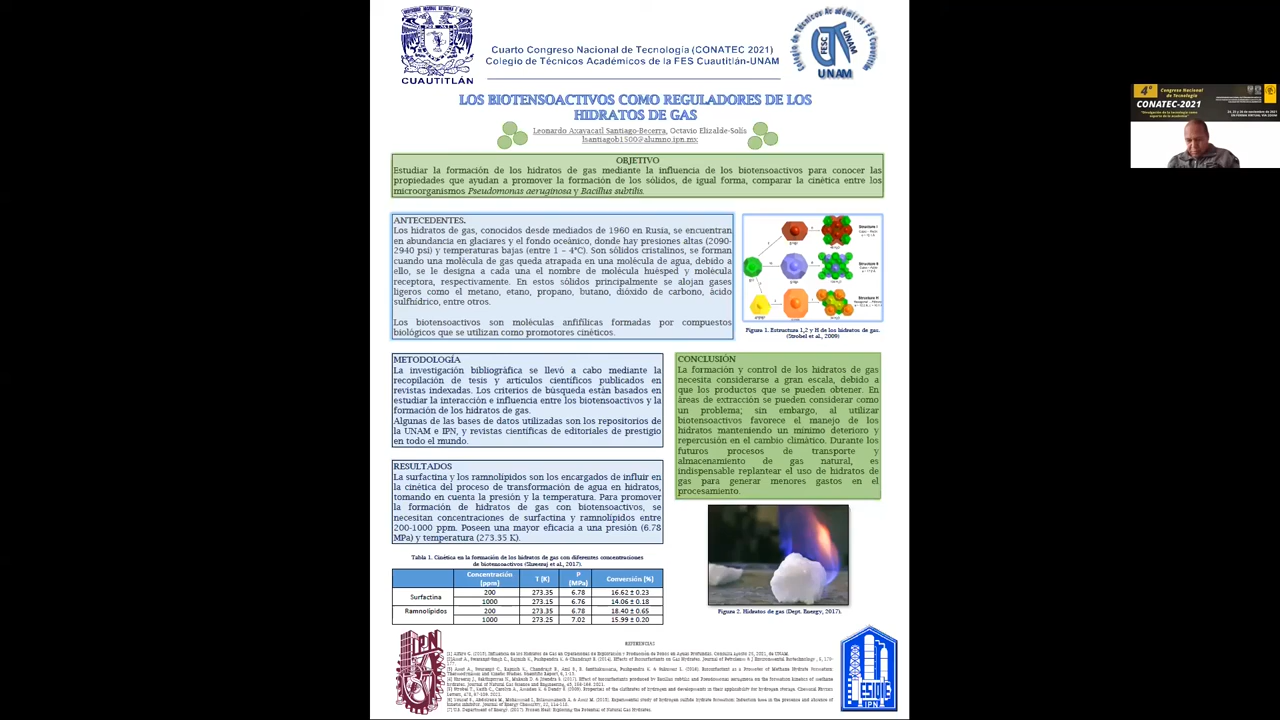 CUAUTITLÁN
Cuarto Congreso Nacional de Tecnología (CONATEC 2021)
Colegio de Técnicos Académicos de la FES Cuautitlán-UNAM
Colegio de Técnicos Académicos FES Cuautitlán
FESC
UNAM
UNAM
4° Congreso Nacional
de Tecnología
CONATEC-2021
LOS BIOTENSOACTIVOS COMO REGULADORES DE LOS
HIDRATOS DE GAS
Leonardo Axayacatl Santiago-Becerra, Octavio Elizalde-Solis
lsantiagob1500@alumno.ipn.mx
OBJETIVO
Estudiar la formación de los hidratos de gas mediante la influencia de los biotensoactivos para conocer las
propiedades que ayudan a promover la formación de los sólidos, de igual forma, comparar la cinética entre los
microorganismos Pseudomonas aeruginosa y Bacillus subtilis.
ANTECEDENTES.
Los hidratos de gas, conocidos desde mediados de 1960 en Rusia, se encuentran
en abundancia en glaciares y el fondo oceánico, donde hay presiones altas (2090-
2940 psi) y temperaturas bajas (entre 1 – 4°C). Son sólidos cristalinos, se forman
cuando una molécula de gas queda atrapada en una molécula de agua, debido a
ello, se le designa a cada una el nombre de molécula huésped y molécula
receptora, respectivamente. En estos sólidos principalmente se alojan gases
ligeros como el metano, etano, propano, butano, dióxido de carbono, ácido
sulfhídrico, entre otros.
Los biotensoactivos son moléculas anfifílicas formadas por compuestos
biológicos que se utilizan como promotores cinéticos.
Structure I
Structure II
Structure H
Figura 1. Estructura 1,2 y H de los hidratos de gas.
(Strobel et al., 2009)
METODOLOGÍA
La investigación bibliográfica se llevó a cabo mediante la
recopilación de tesis y artículos científicos publicados en
revistas indexadas. Los criterios de búsqueda están basados en
estudiar la interacción e influencia entre los biotensoactivos y la
formación de los hidratos de gas.
Algunas de las bases de datos utilizadas son los repositorios de
la UNAM e IPN, y revistas científicas de editoriales de prestigio
en todo el mundo.
RESULTADOS
La surfactina y los ramnolípidos son los encargados de influir en
la cinética del proceso de transformación de agua en hidratos,
tomando en cuenta la presión y la temperatura. Para promover
la formación de hidratos de gas con biotensoactivos, se
necesitan concentraciones de surfactina y ramnolípidos entre
200-1000 ppm. Poseen una mayor eficacia a una presión (6.78
MPa) y temperatura (273.35 K).
Tabla 1. Cinética en la formación de los hidratos de gas con diferentes concentraciones
de biotensoactivos (Shreeraj et al., 2017).
Concentración (ppm) T (K) P (MPa) Conversión (%)
Surfactina 200 273.35 6.78 16.62 ± 0.23
1000 273.15 6.76 14.06 ± 0.18
Ramnolípidos 200 273.35 6.78 18.40 ± 0.65
1000 273.25 7.02 15.99 ± 0.20
CONCLUSIÓN
La formación y control de los hidratos de gas
necesita considerarse a gran escala, debido a
que los productos que se pueden obtener. En
áreas de extracción se pueden considerar como
un problema; sin embargo, al utilizar
biotensoactivos favorece el manejo de los
hidratos manteniendo un mínimo deterioro y
repercusión en el cambio climático. Durante los
futuros procesos de transporte y
almacenamiento de gas natural, es
indispensable replantear el uso de hidratos de
gas para generar menores gastos en el
procesamiento.
Figura 2. Hidratos de gas (Dept. Energy, 2017).
REFERENCIAS
IPN
ESIQIE
IPN